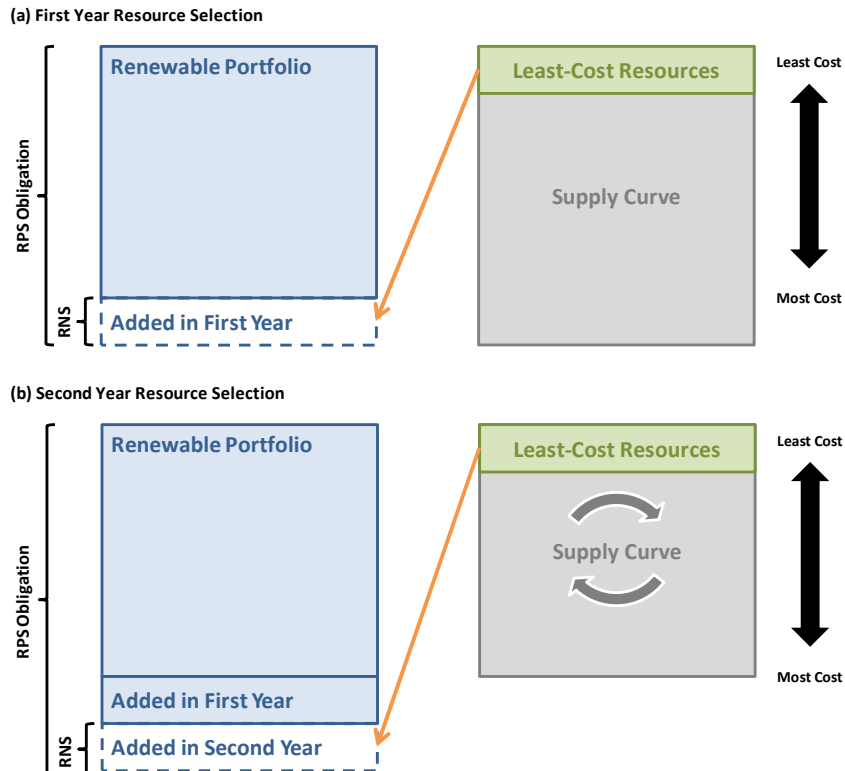 (a) First Year Resource Selection
Renewable Portfolio
Least-Cost Resources
Least Cost
RPS Obligation
Supply Curve
Most Cost
RNS
Added in First Year
(b) Second Year Resource Selection
Renewable Portfolio
Least-Cost Resources
Least Cost
RPS Obligation
Supply Curve
Most Cost
Added in First Year
RNS
Added in Second Year